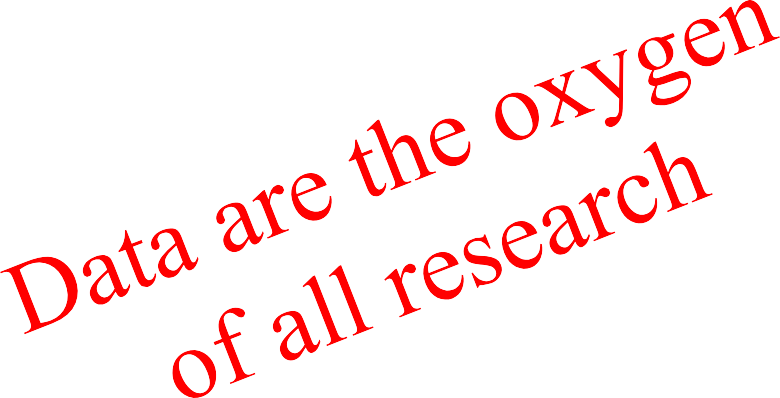 Data are the oxygen
of all research